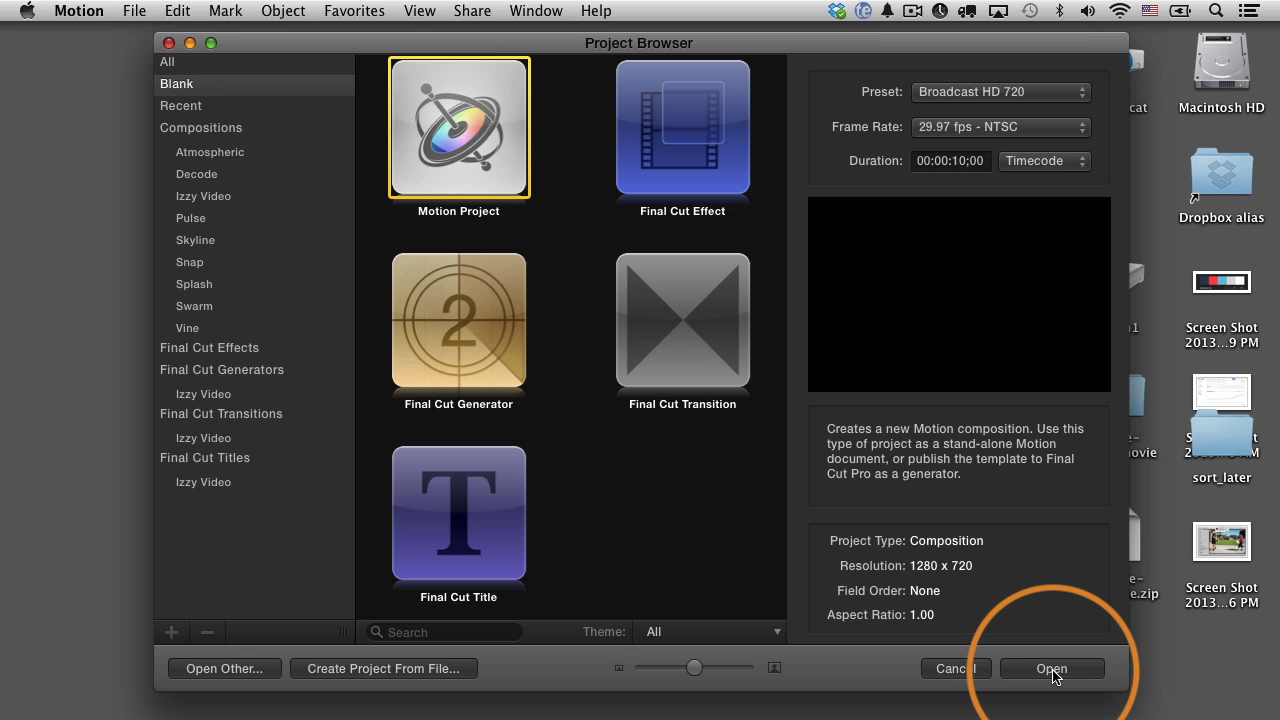 Motion File Edit Mark Object Favorites View Share Window Help
Project Browser
All
Blank
Recent
Compositions
Atmospheric
Decode
Izzy Video
Pulse
Skyline
Snap
Splash
Swarm
Vine
Final Cut Effects
Final Cut Generators
Izzy Video
Final Cut Transitions
Izzy Video
Final Cut Titles
Izzy Video
Motion Project
Final Cut Effect
2
Final Cut Generator
Final Cut Transition
T
Final Cut Title
Search
Theme: All
Preset: Broadcast HD 720
Frame Rate: 29.97 fps - NTSC
Duration: 00:00:10;00 Timecode
Creates a new Motion composition. Use this
type of project as a stand-alone Motion
document, or publish the template to Final
Cut Pro as a generator.
Project Type: Composition
Resolution: 1280 x 720
Field Order: None
Aspect Ratio: 1.00
Open Other...
Create Project From File...
Cancel
Open
Macintosh HD
Dropbox alias
Screen Shot
2013...9 PM
sort_later
Screen Shot
2013...6 PM
cat
n1
e-
movie
e-
e.zip